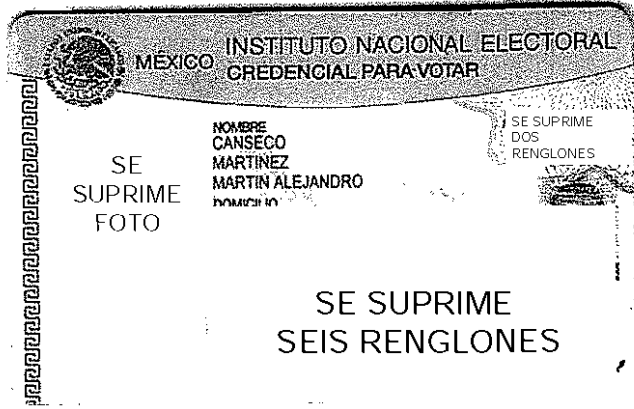 MÉXICO
INSTITUTO NACIONAL ELECTORAL
CREDENCIAL PARA VOTAR
SE SUPRIME
DOS
RENGLONES
NOMBRE
CANSECO
MARTINEZ
MARTIN ALEJANDRO
DOMICILIO
SE
SUPRIME
FOTO
SE SUPRIME
SEIS RENGLONES